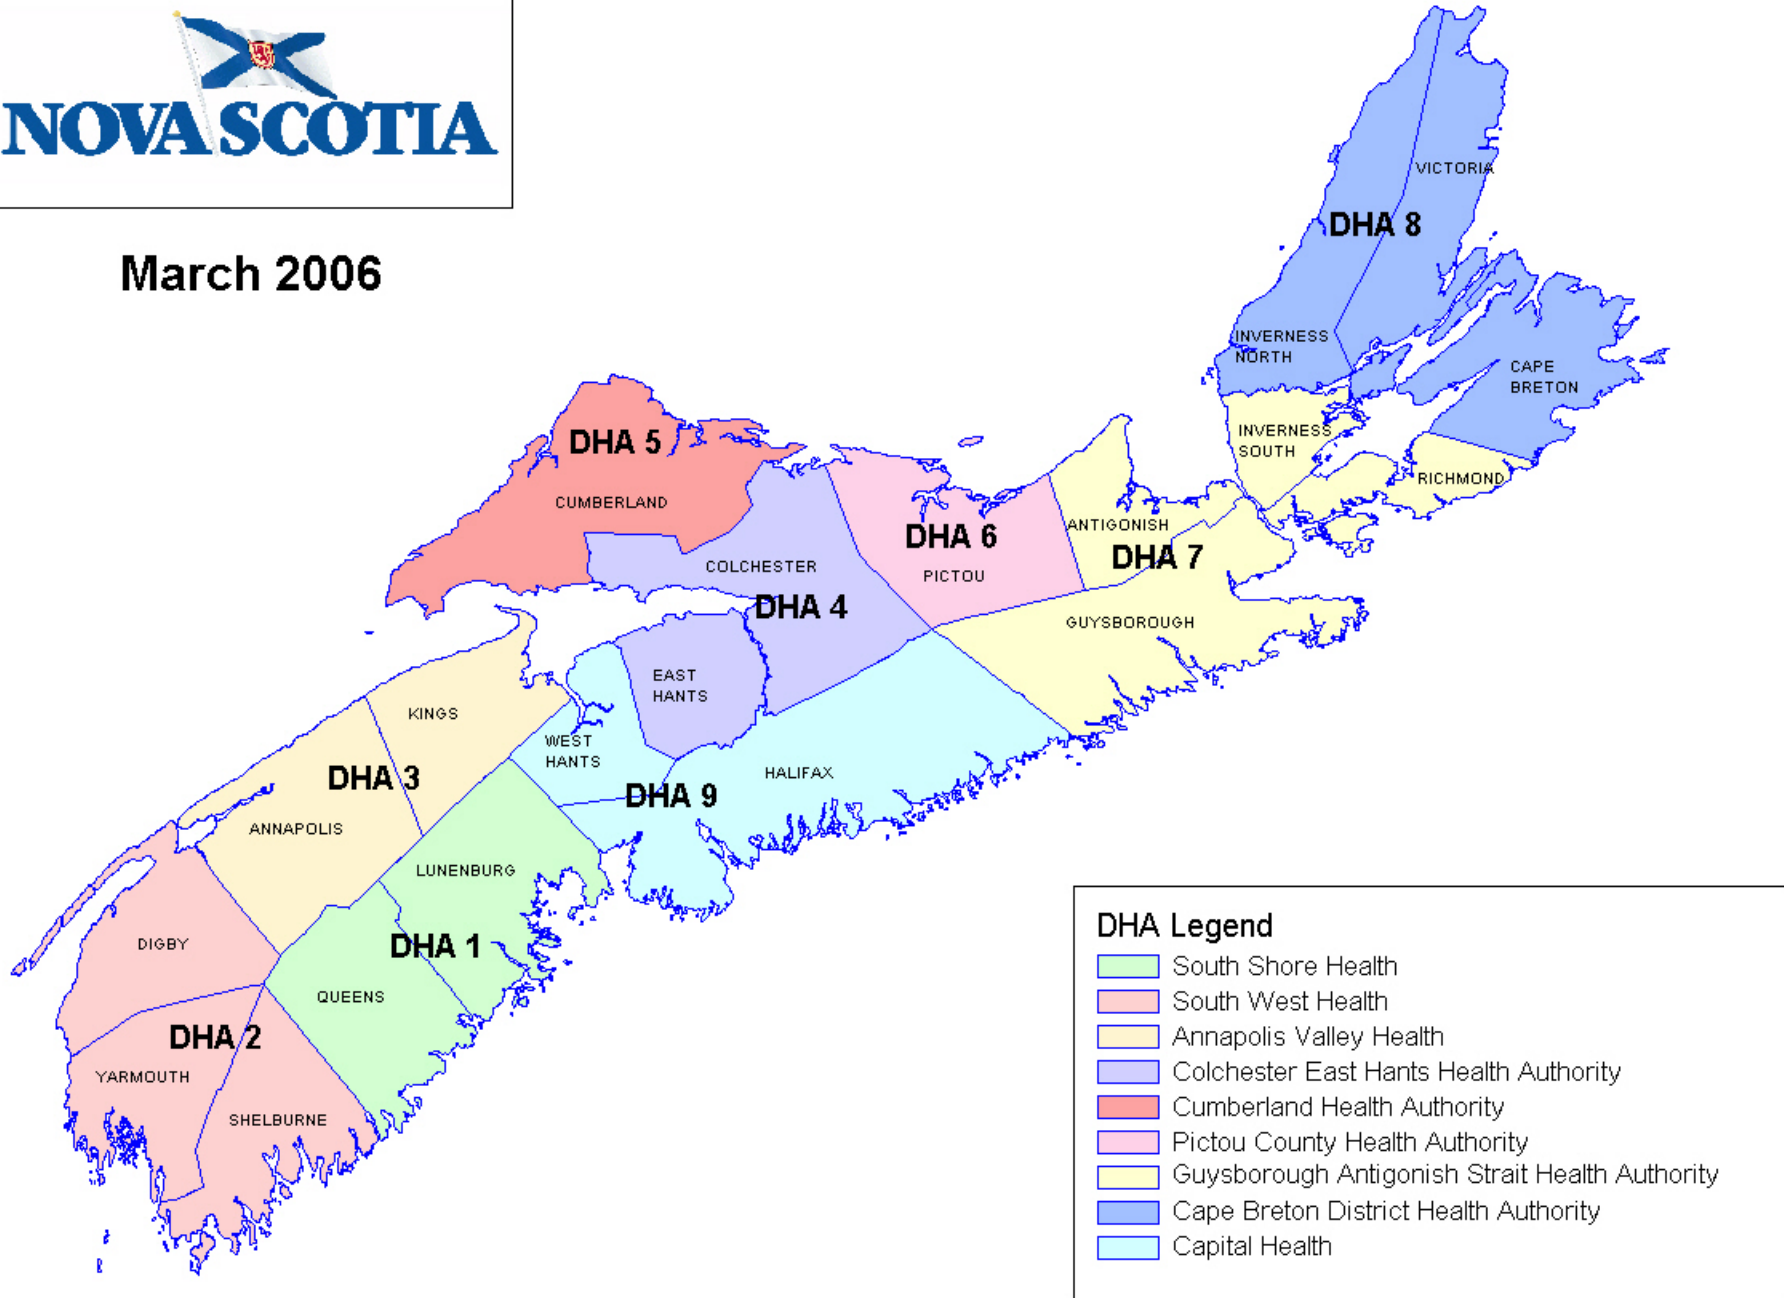 NOVA SCOTIA
March 2006
VICTORIA
DHA 8
INVERNESS
NORTH
CAPE
BRETON
DHA 5
INVERNESS
SOUTH
RICHMOND
CUMBERLAND
ANTIGONISH
DHA 6
DHA 7
COLCHESTER
PICTOU
DHA 4
GUYSBOROUGH
EAST
HANTS
KINGS
WEST
HANTS
HALIFAX
DHA 3
DHA 9
ANNAPOLIS
LUNENBURG
DIGBY
DHA 1
QUEENS
DHA 2
YARMOUTH
SHELBURNE
DHA Legend
South Shore Health
South West Health
Annapolis Valley Health
Colchester East Hants Health Authority
Cumberland Health Authority
Pictou County Health Authority
Guysborough Antigonish Strait Health Authority
Cape Breton District Health Authority
Capital Health